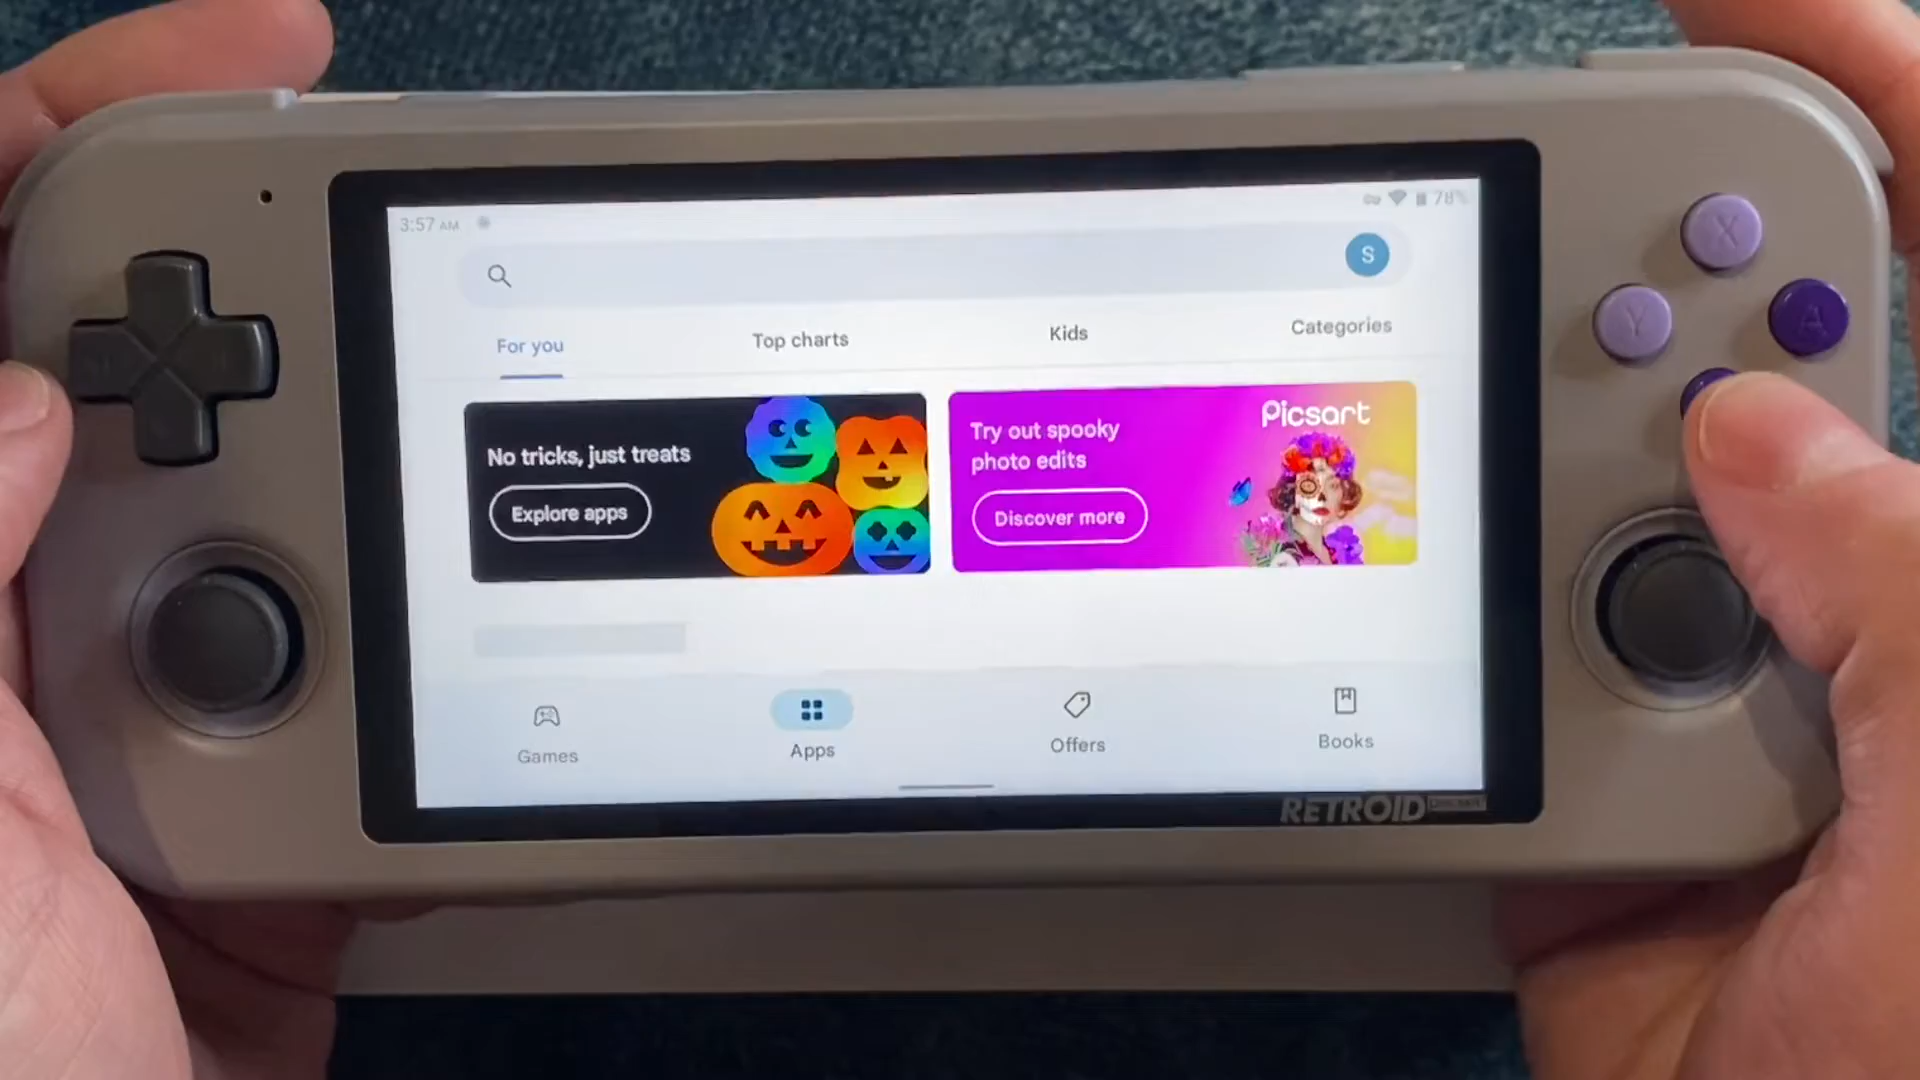 3:57 AM
78%
S
For you
Top charts
Kids
Categories
No tricks, just treats
Explore apps
Try out spooky
photo edits
Discover more
Picsart
Games
Apps
Offers
Books
RETROID
X
Y
A